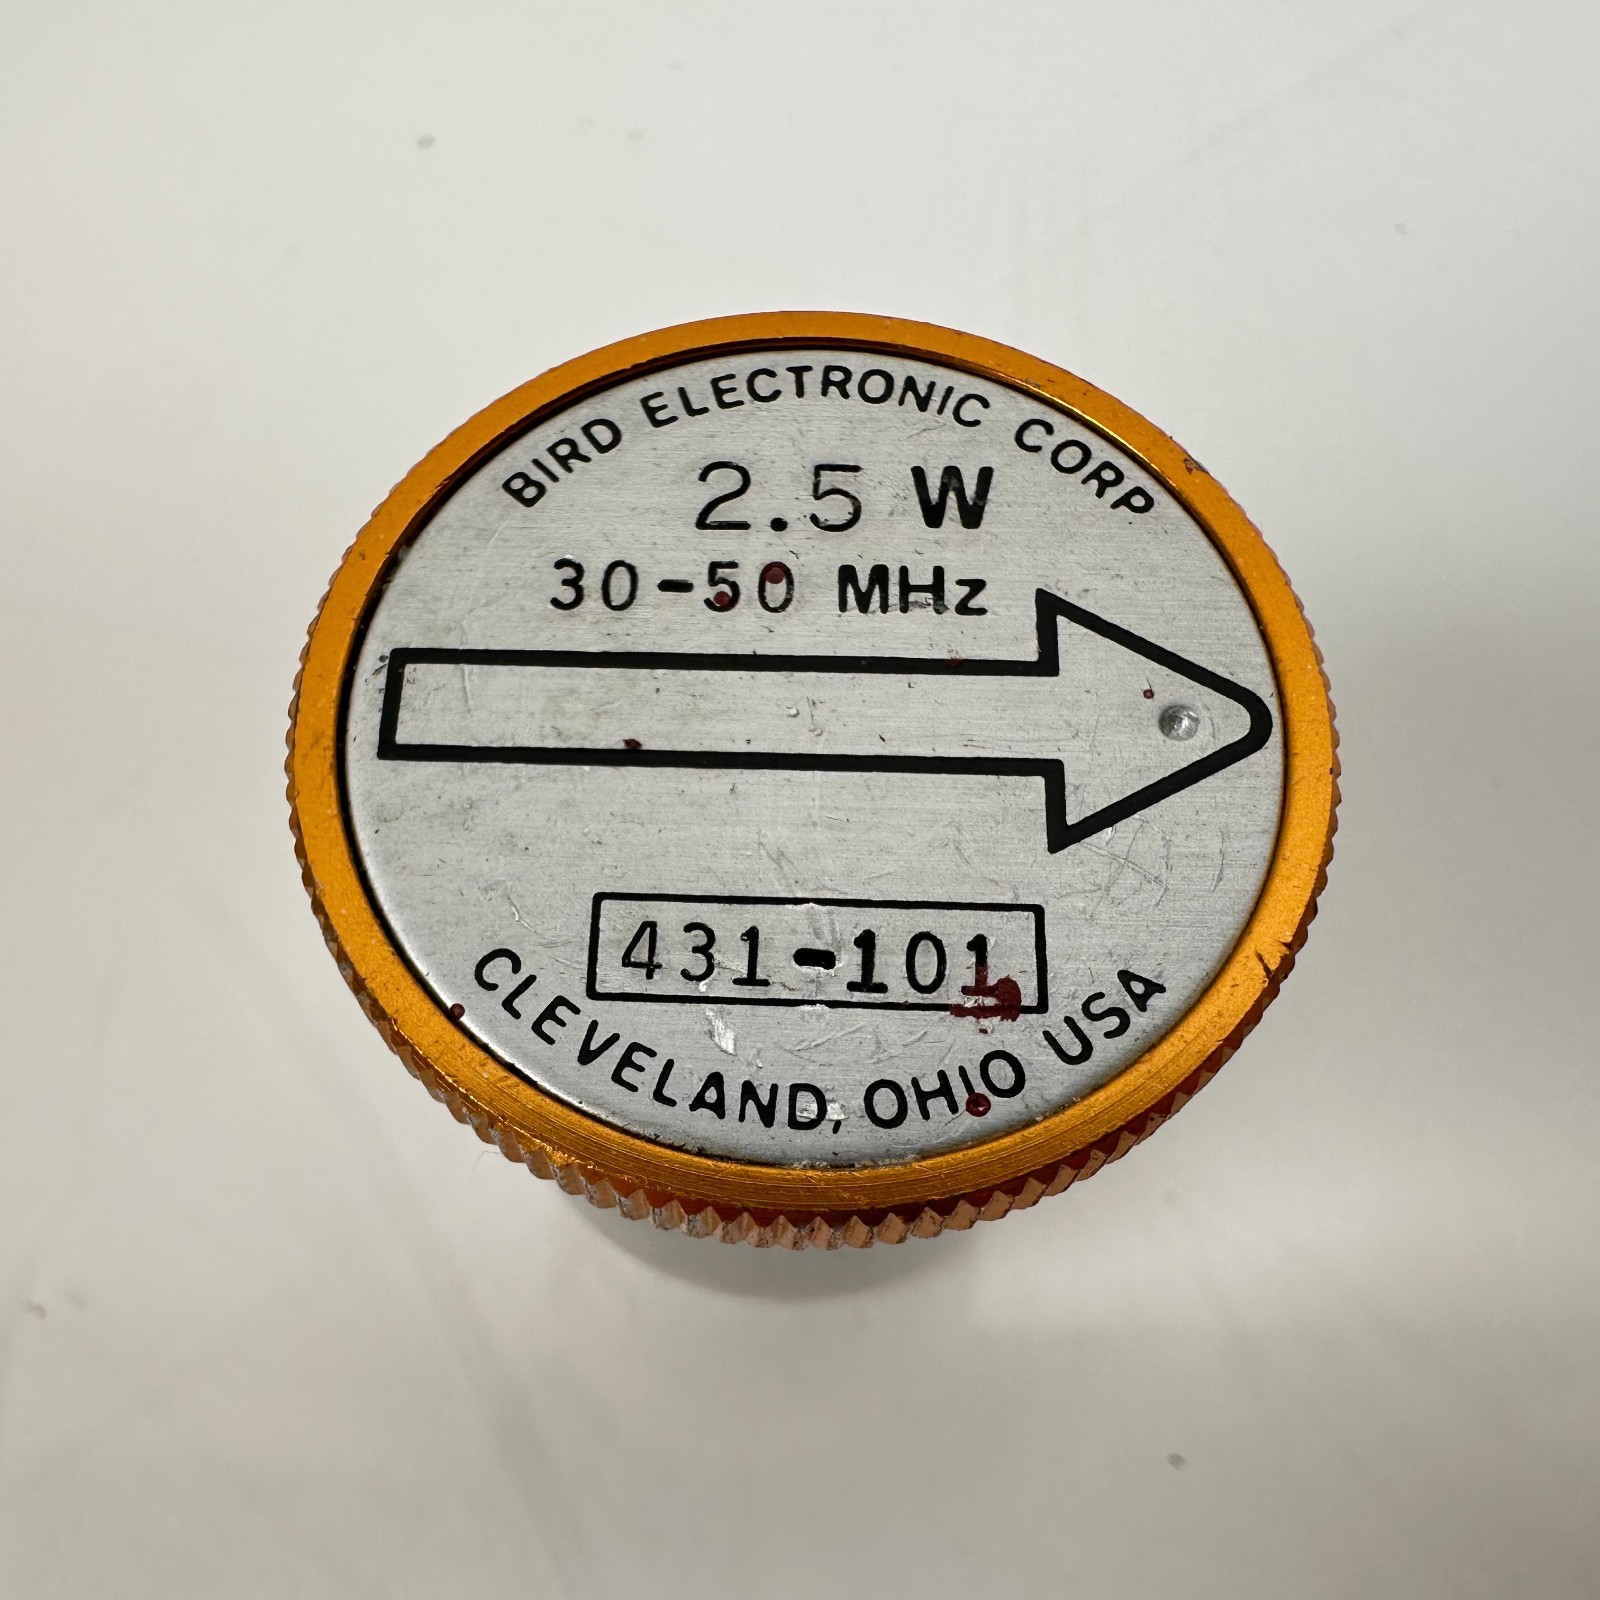 BIRD ELECTRONIC CORP
2.5 W
30-50 MHz
431-101
CLEVELAND, OHIO USA